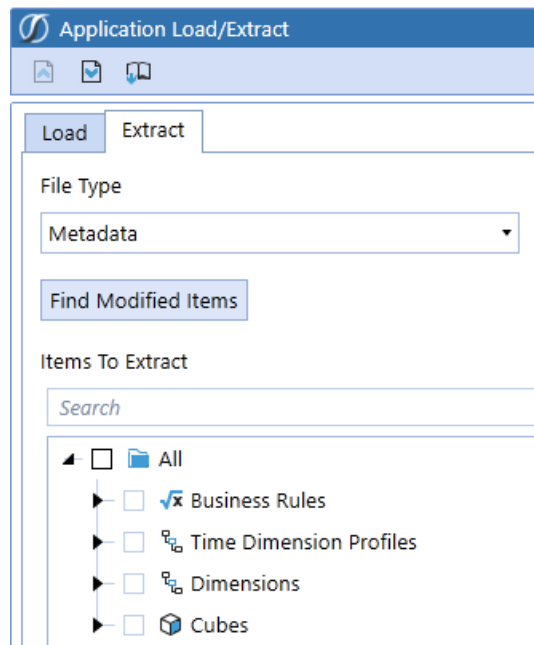 Application Load/Extract
Load Extract
File Type
Metadata
Find Modified Items
Items To Extract
Search
All
Business Rules
Time Dimension Profiles
Dimensions
Cubes